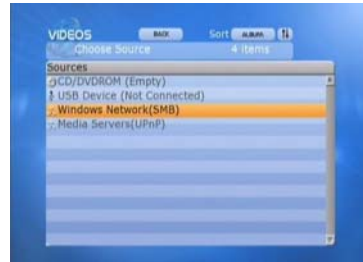 VIDEOS BACK Sort ALBUM
Choose Source 4 items
Sources
CD/DVDROM (Empty)
USB Device (Not Connected)
Windows Network(SMB)
Media Servers(UPnP)